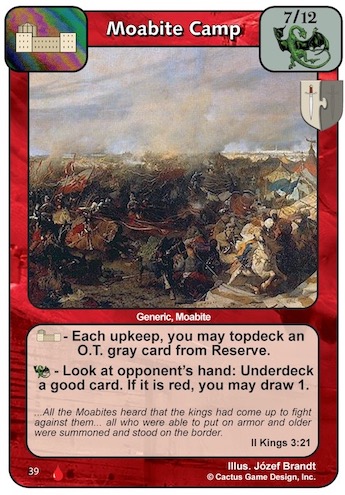 Moabite Camp
7/12
Generic, Moabite
- Each upkeep, you may topdeck an
O.T. gray card from Reserve.
- Look at opponent's hand: Underdeck
a good card. If it is red, you may draw 1.
...All the Moabites heard that the kings had come up to fight
against them... all who were able to put on armor and older
were summoned and stood on the border.
II Kings 3:21
39
Illus. Józef Brandt
© Cactus Game Design, Inc.